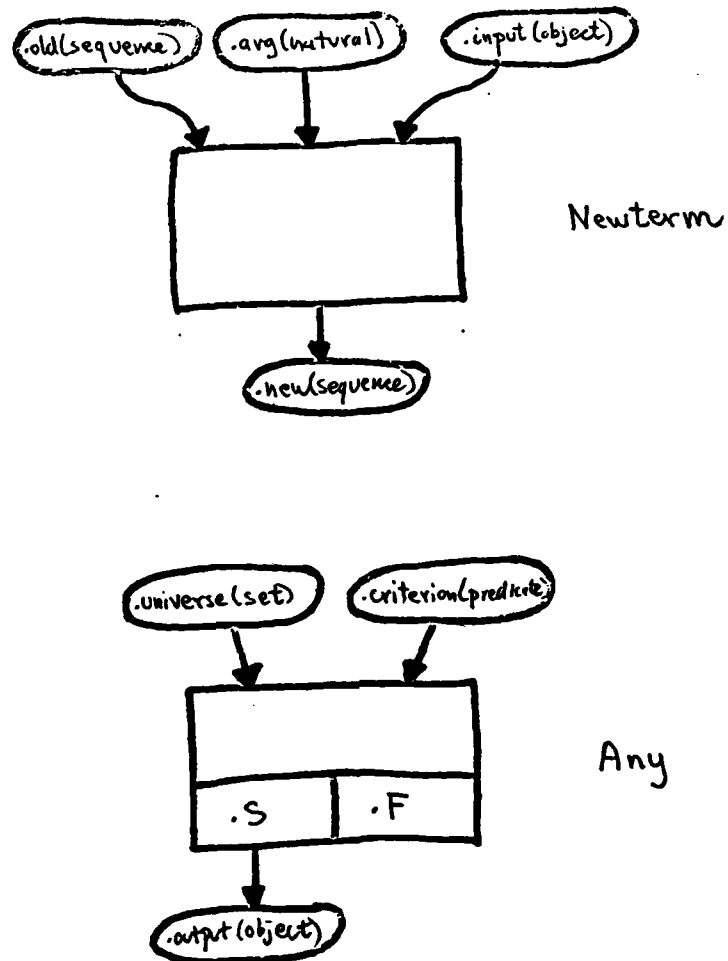 .old(sequence) .arg(natural) .input(object)
Newterm
.new(sequence)
.universe(set) .criterion(predicate)
Any
.S .F
.output(object)